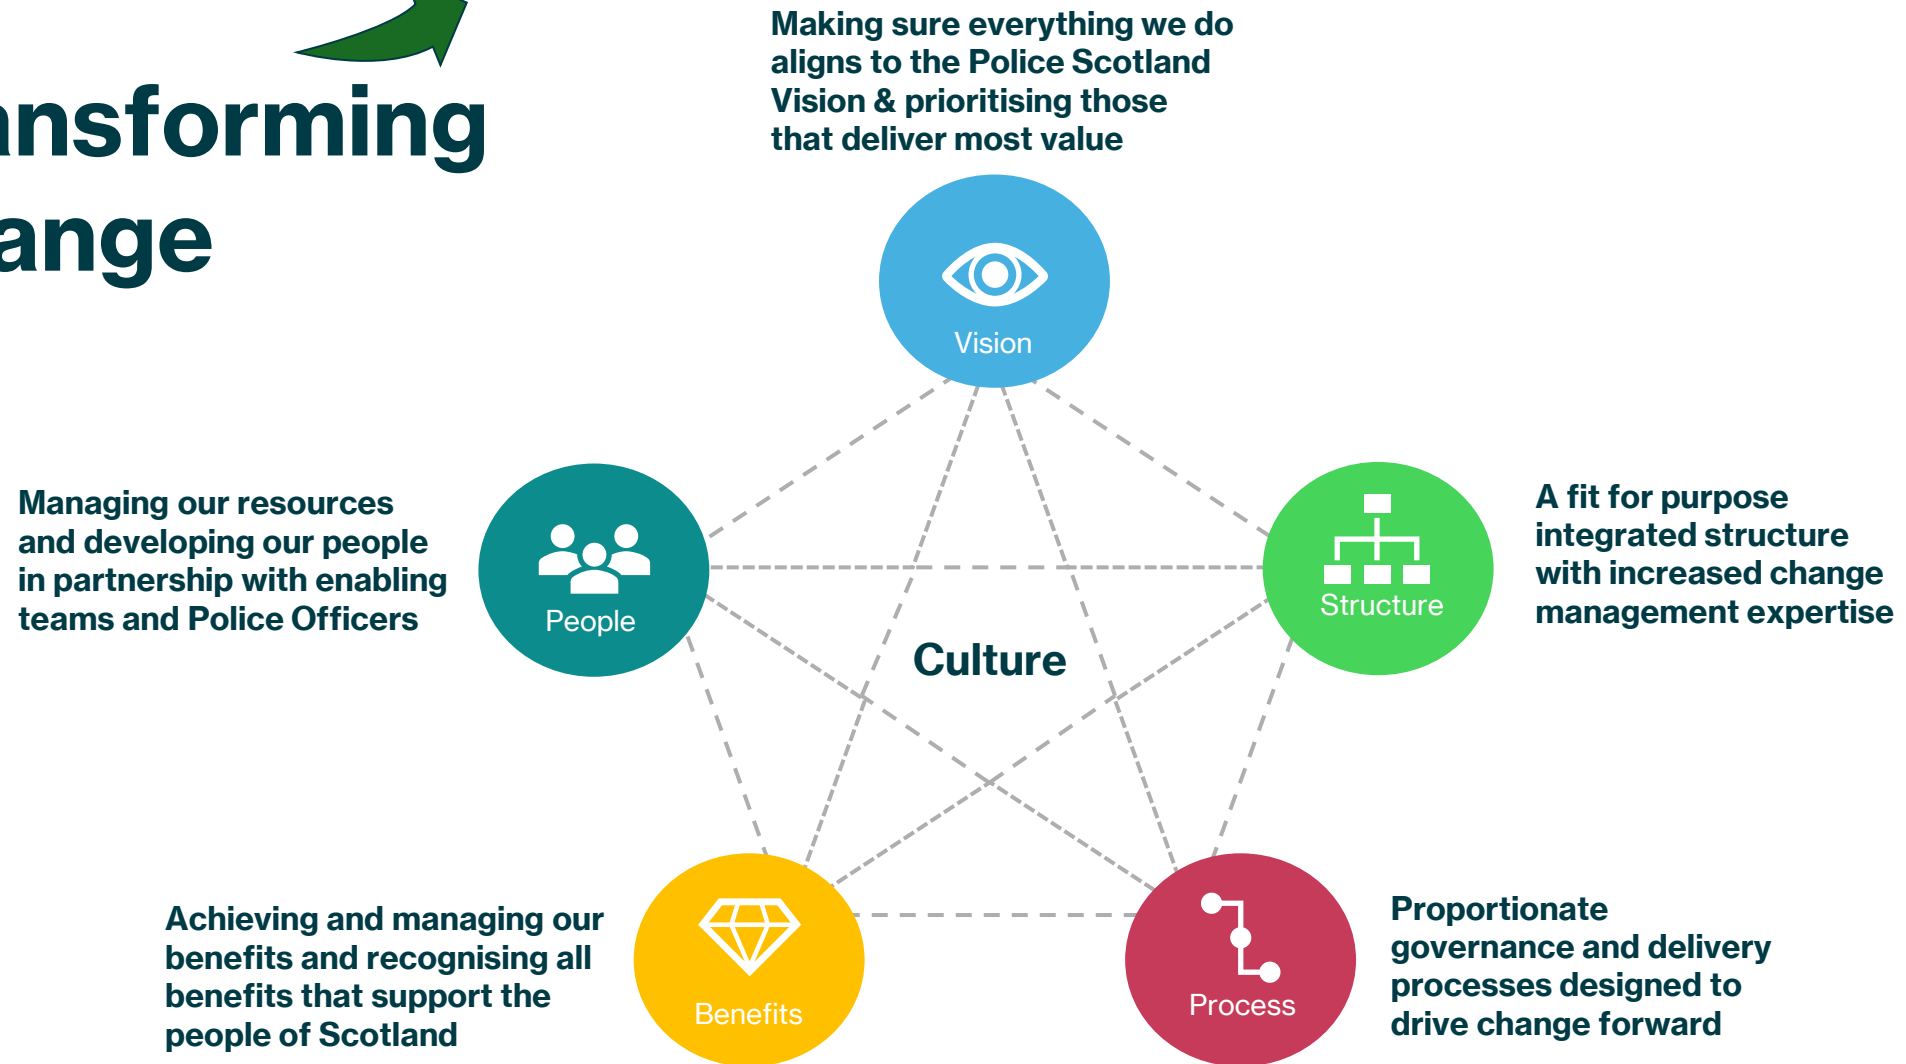 ansforming
ange
Making sure everything we do
aligns to the Police Scotland
Vision & prioritising those
that deliver most value
Vision
Managing our resources
and developing our people
in partnership with enabling
teams and Police Officers
People
Structure
A fit for purpose
integrated structure
with increased change
management expertise
Culture
Achieving and managing our
benefits and recognising all
benefits that support the
people of Scotland
Benefits
Process
Proportionate
governance and delivery
processes designed to
drive change forward